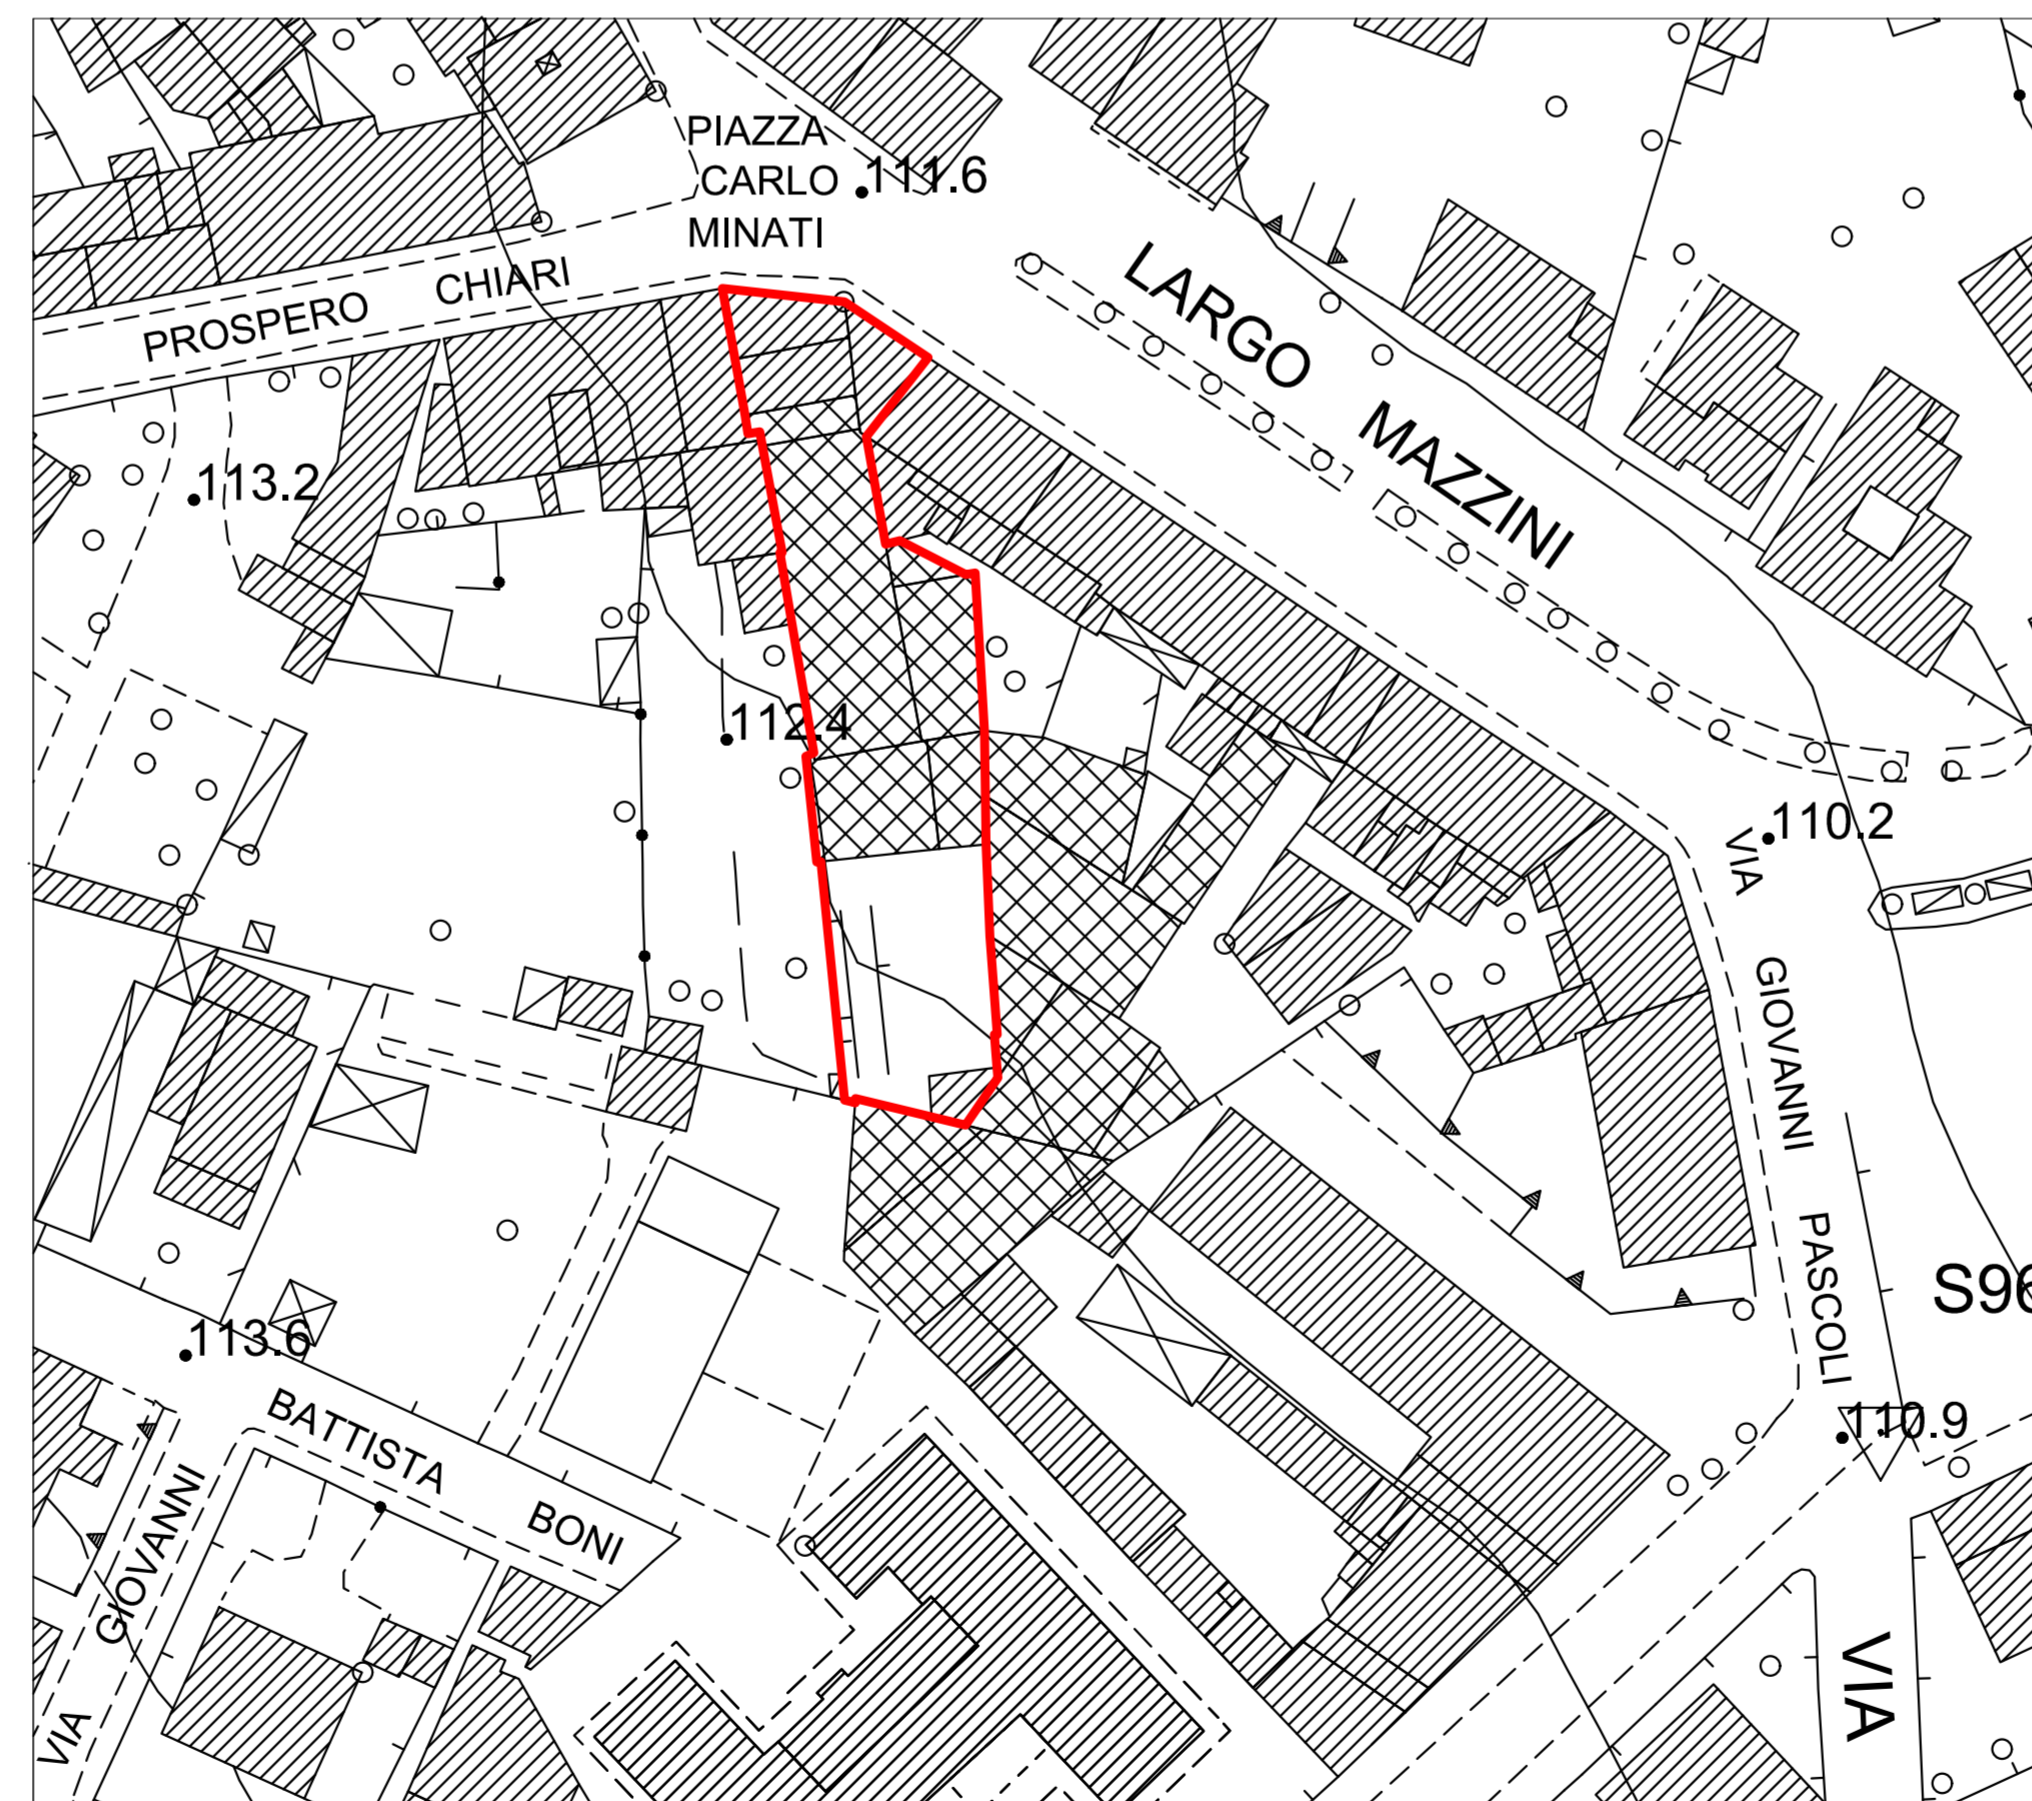 PIAZZA
CARLO
MINATI
111.6
PROSPERO CHIARI
LARGO MAZZINI
113.2
112.4
110.2
VIA GIOVANNI PASCOLI
S96
113.6
110.9
BATTISTA BONI
VIA GIOVANNI
VIA